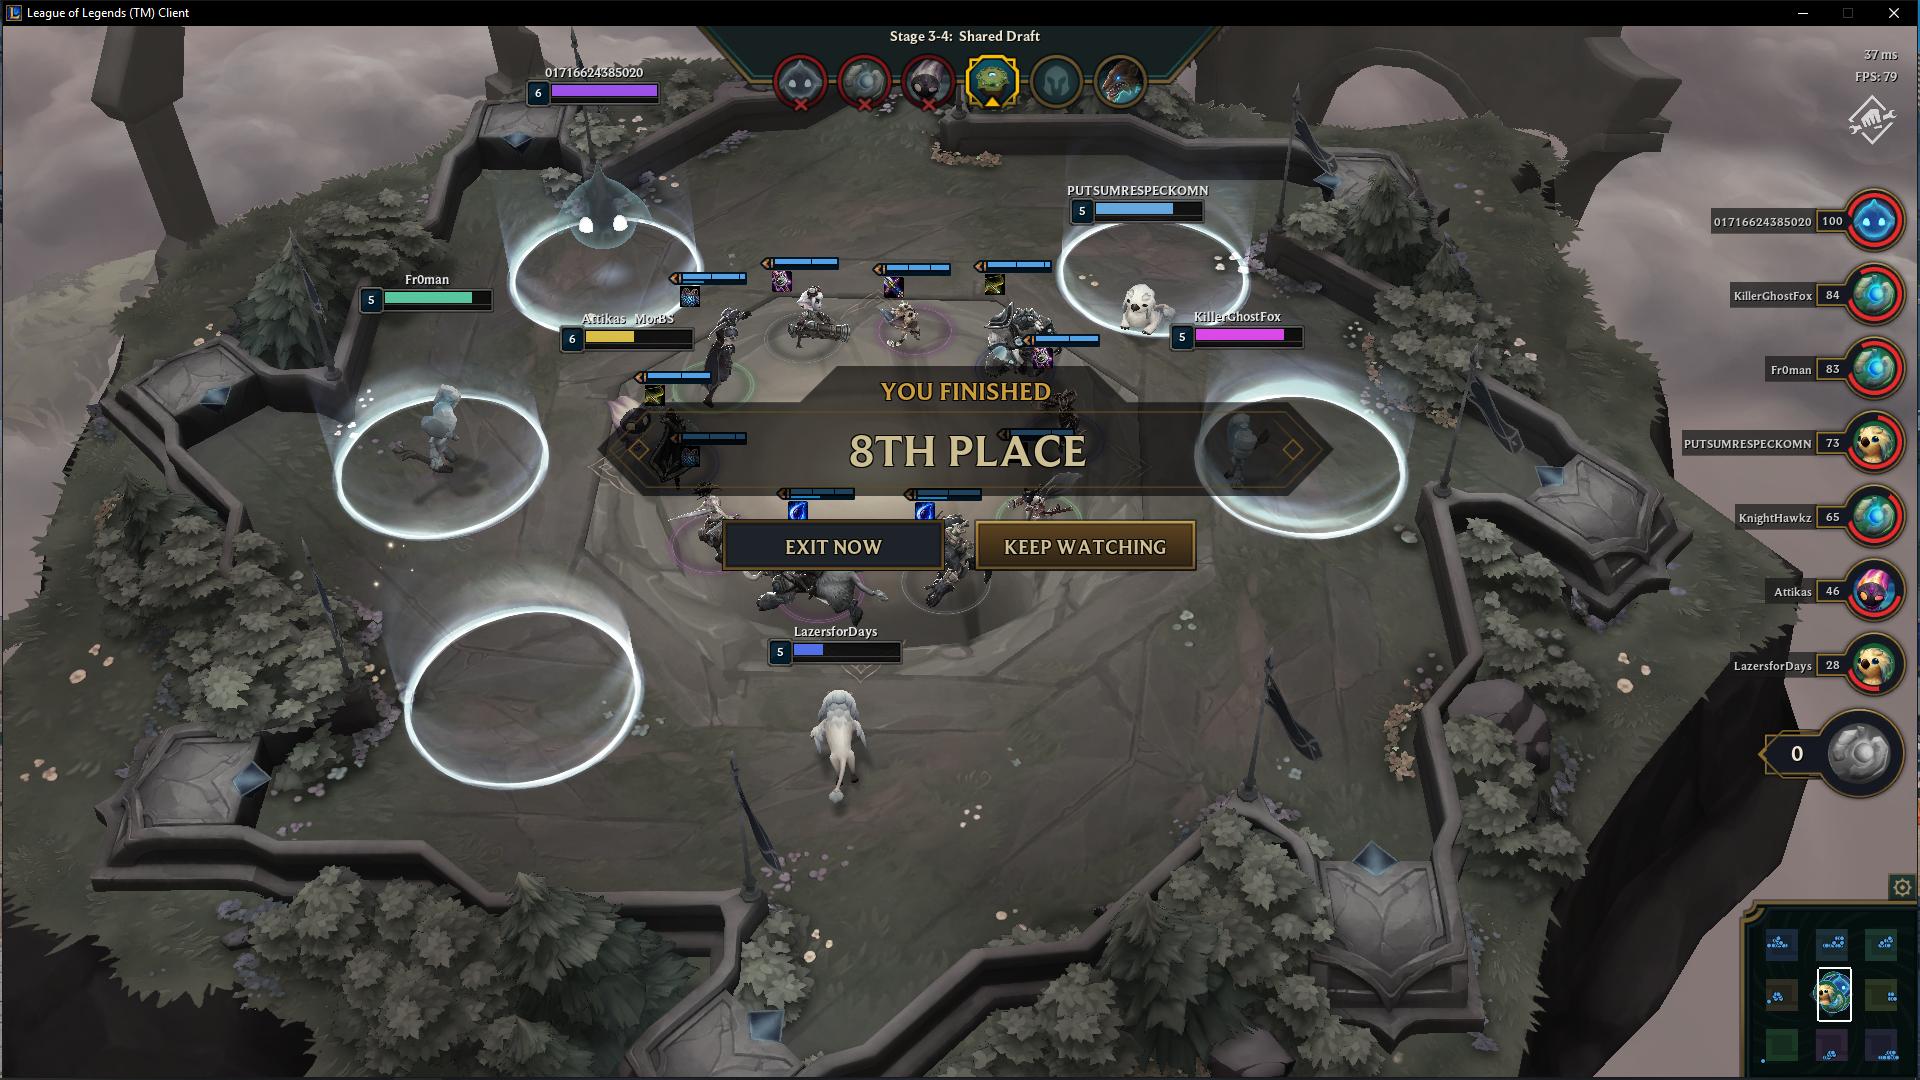 League of Legends (TM) Client
Stage 3-4: Shared Draft
37 ms
FPS: 79
01716624385020
6
PUTSUMRESPECKOMN
5
Fr0man
5
Attikas MorBS
6
KillerGhostFox
5
YOU FINISHED
8TH PLACE
EXIT NOW
KEEP WATCHING
LazersforDays
5
01716624385020 100
KillerGhostFox 84
Fr0man 83
PUTSUMRESPECKOMN 73
KnightHawkz 65
Attikas 46
LazersforDays 28
0